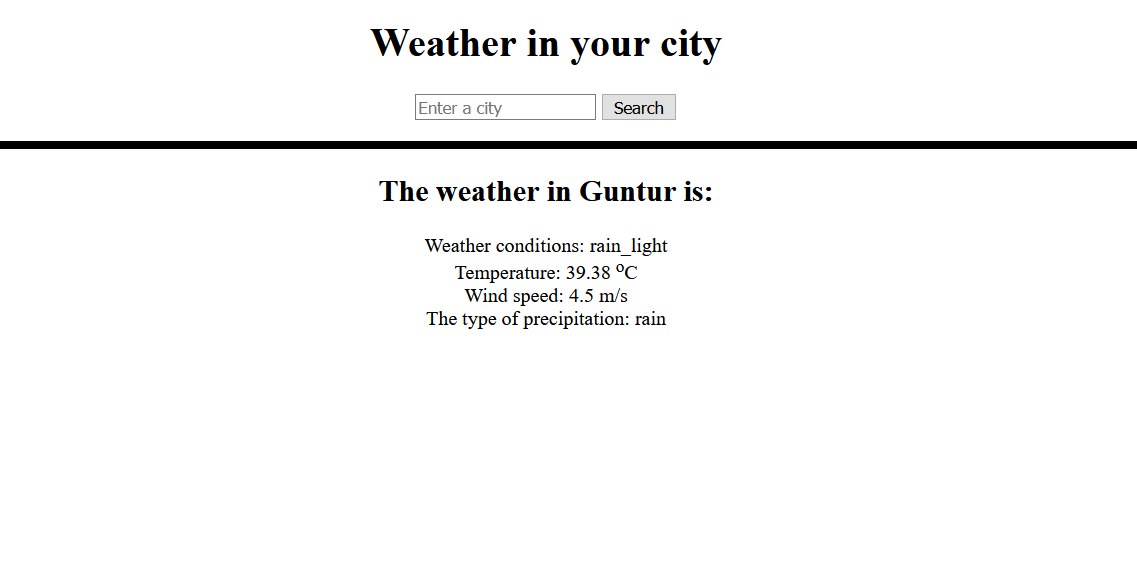 Weather in your city
Enter a city Search
The weather in Guntur is:
Weather conditions: rain_light
Temperature: 39.38 ᴼC
Wind speed: 4.5 m/s
The type of precipitation: rain